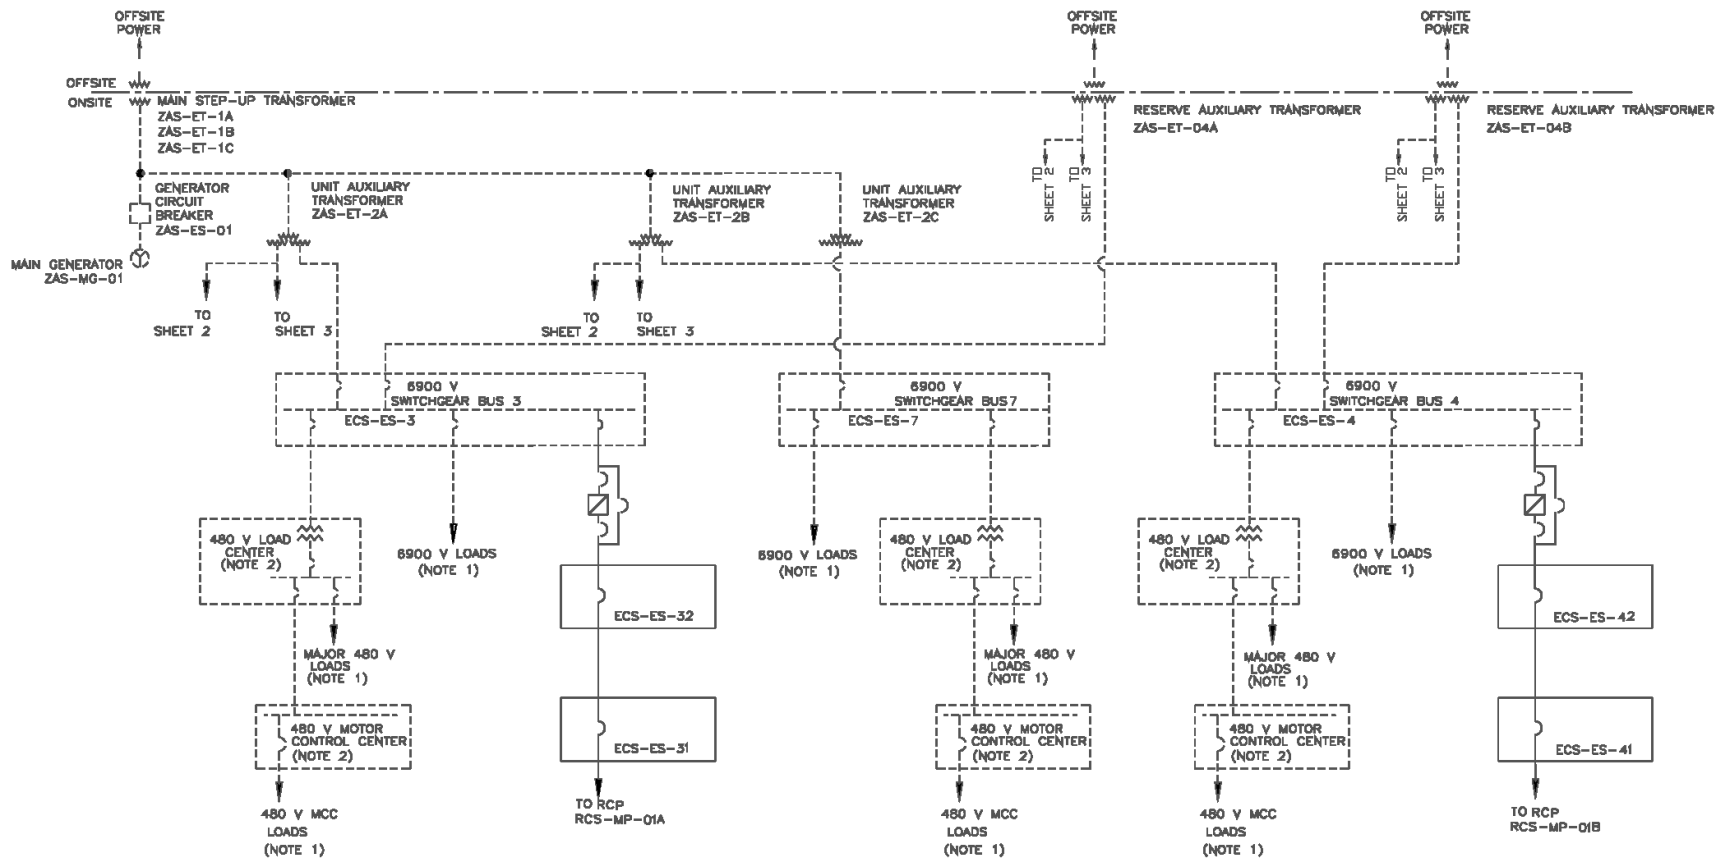 OFFSITE
POWER
OFFSITE
POWER
OFFSITE
POWER
OFFSITE
ONSITE
MAIN STEP-UP TRANSFORMER
ZAS-ET-1A
ZAS-ET-1B
ZAS-ET-1C
RESERVE AUXILIARY TRANSFORMER
ZAS-ET-04A
RESERVE AUXILIARY TRANSFORMER
ZAS-ET-04B
TO
SHEET 2
TO
SHEET 3
TO
SHEET 2
TO
SHEET 3
GENERATOR
CIRCUIT
BREAKER
ZAS-ES-01
UNIT AUXILIARY
TRANSFORMER
ZAS-ET-2A
UNIT AUXILIARY
TRANSFORMER
ZAS-ET-2B
UNIT AUXILIARY
TRANSFORMER
ZAS-ET-2C
MAIN GENERATOR
ZAS-MG-01
TO
SHEET 2
TO
SHEET 3
TO
SHEET 2
TO
SHEET 3
6900 V
SWITCHGEAR BUS 3
ECS-ES-3
6900 V
SWITCHGEAR BUS 7
ECS-ES-7
6900 V
SWITCHGEAR BUS 4
ECS-ES-4
480 V LOAD
CENTER
(NOTE 2)
6900 V LOADS
(NOTE 1)
6900 V LOADS
(NOTE 1)
480 V LOAD
CENTER
(NOTE 2)
480 V LOAD
CENTER
(NOTE 2)
6900 V LOADS
(NOTE 1)
ECS-ES-32
ECS-ES-42
MAJOR 480 V
LOADS
(NOTE 1)
MAJOR 480 V
LOADS
(NOTE 1)
MAJOR 480 V
LOADS
(NOTE 1)
480 V MOTOR
CONTROL CENTER
(NOTE 2)
ECS-ES-31
480 V MOTOR
CONTROL CENTER
(NOTE 2)
480 V MOTOR
CONTROL CENTER
(NOTE 2)
ECS-ES-41
480 V MCC
LOADS
(NOTE 1)
TO RCP
RCS-MP-01A
480 V MCC
LOADS
(NOTE 1)
480 V MCC
LOADS
(NOTE 1)
TO RCP
RCS-MP-01B